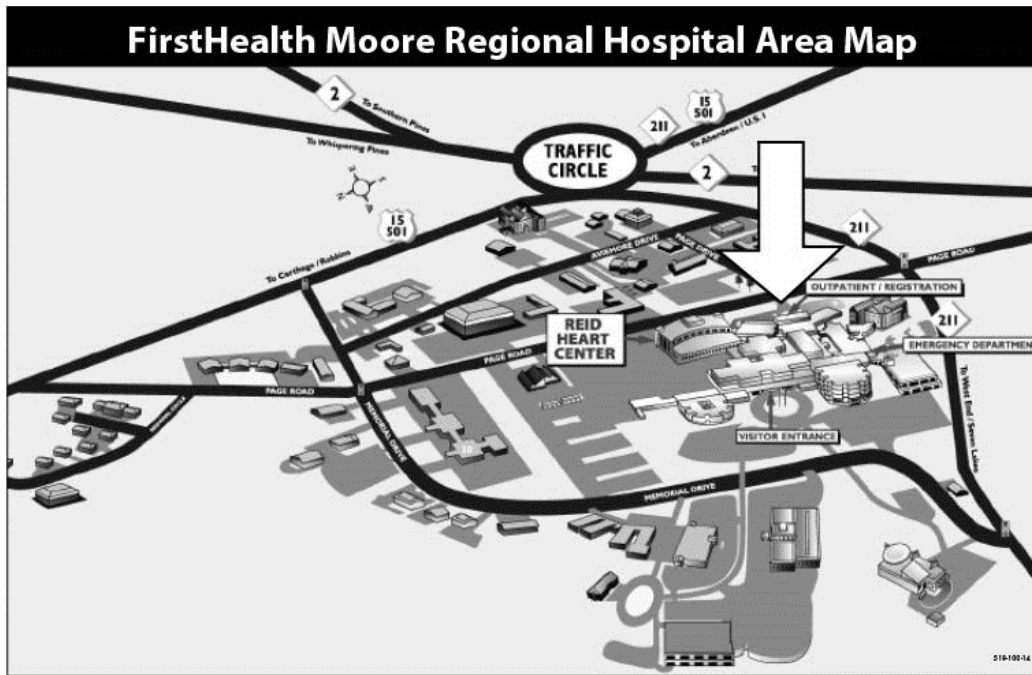 FirstHealth Moore Regional Hospital Area Map
2
To Southern Pines
To Whispering Pines
TRAFFIC
CIRCLE
211
15
501
To Aberdeen / U.S. 1
2
15
501
To Carthage / Robbins
AVIEMORE DRIVE
PAGE DRIVE
211
PAGE ROAD
OUTPATIENT / REGISTRATION
REID
HEART
CENTER
PAGE ROAD
211
EMERGENCY DEPARTMENT
To West End / Seven Lakes
PAGE ROAD
MEMORIAL DRIVE
VISITOR ENTRANCE
20
MEMORIAL DRIVE